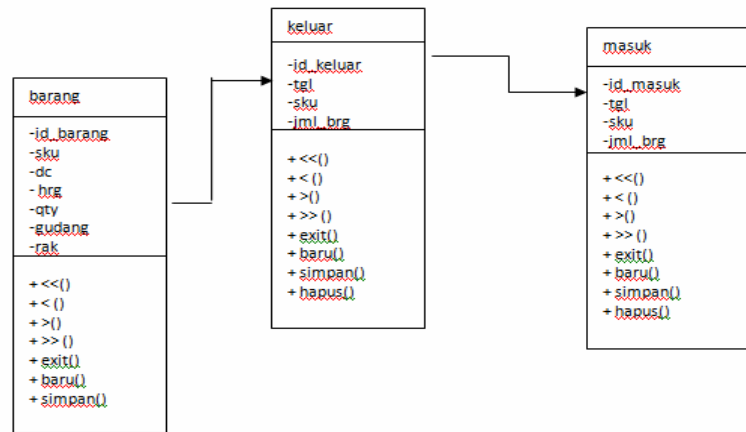 barang
-id_barang
-sku
-dc
- hrg
-qty
-gudang
-rak
+ <<()
+ < ()
+ >()
+ >> ()
+ exit()
+ baru()
+ simpan()
keluar
-id_keluar
-tgl
-sku
-jml_brg
+ <<()
+ < ()
+ >()
+ >> ()
+ exit()
+ baru()
+ simpan()
+ hapus()
masuk
-id_masuk
-tgl
-sku
-jml_brg
+ <<()
+ < ()
+ >()
+ >> ()
+ exit()
+ baru()
+ simpan()
+ hapus()